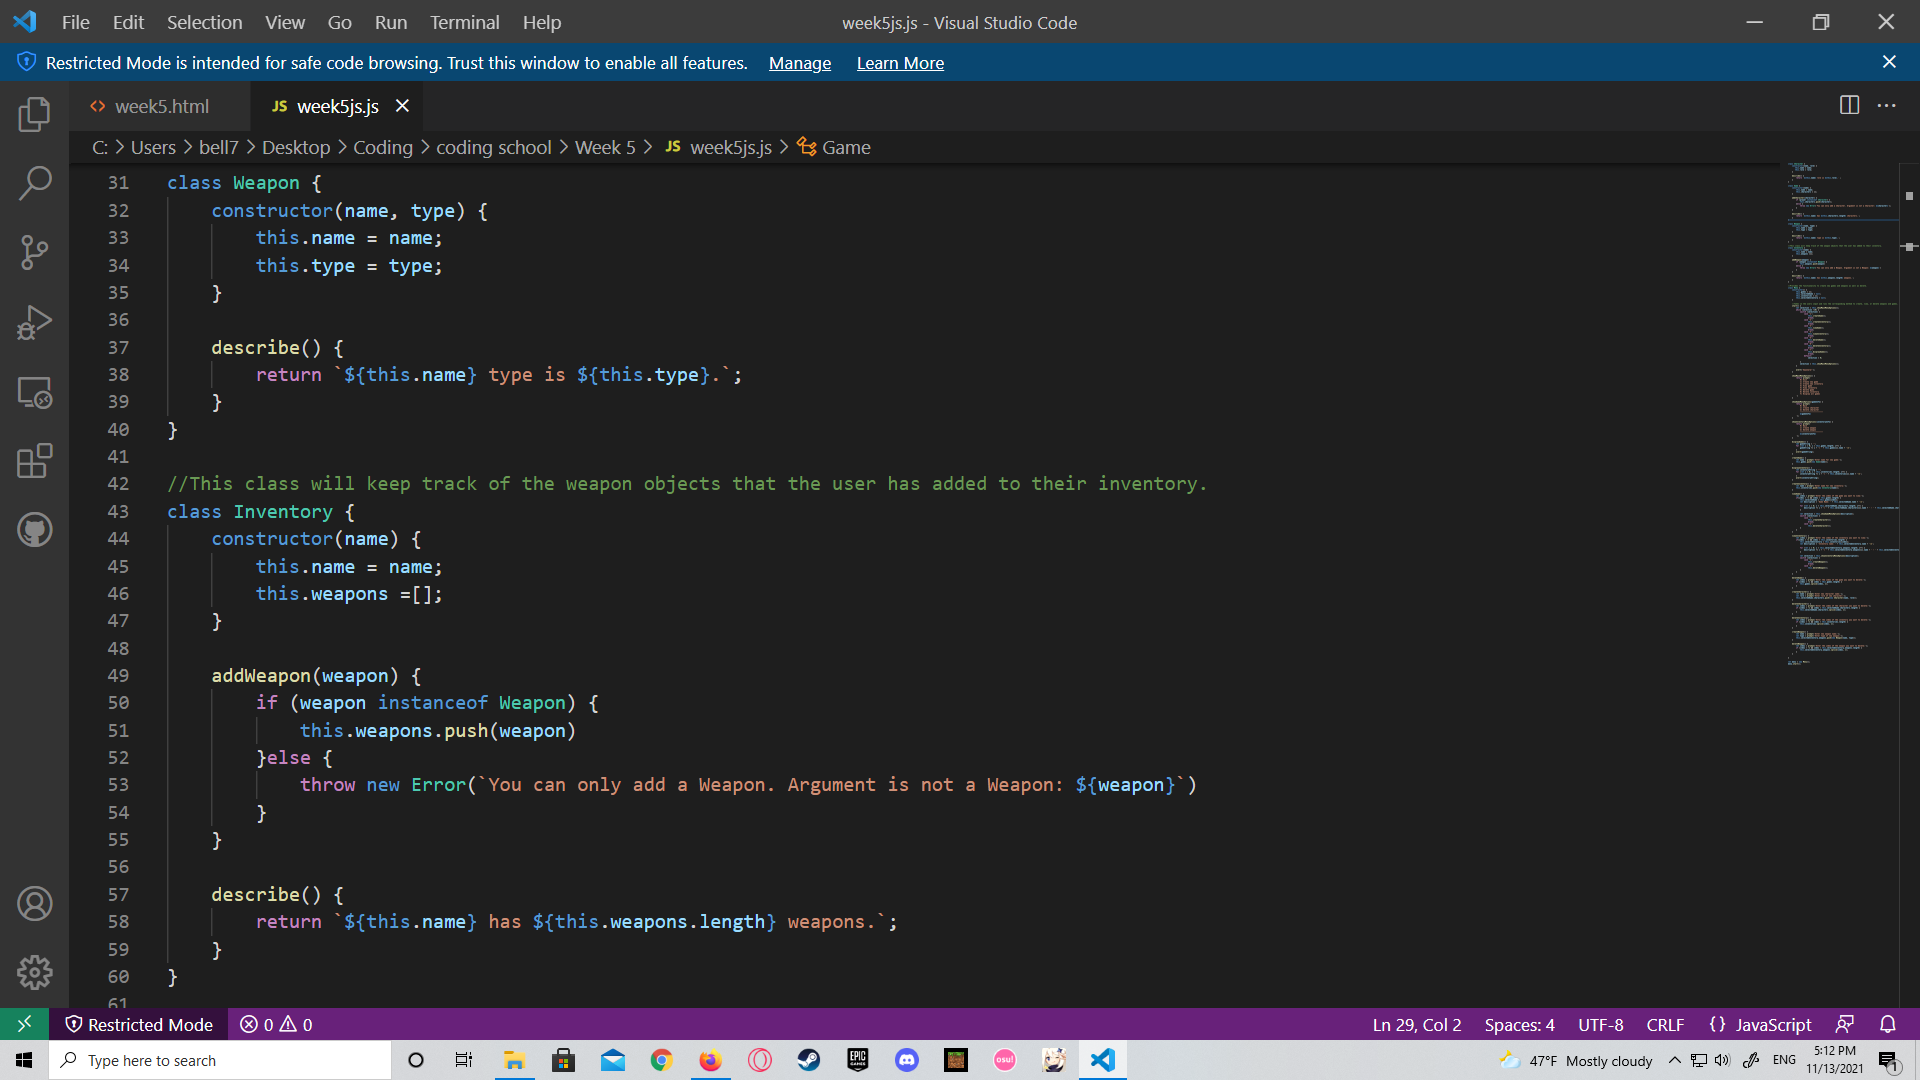 File Edit Selection View Go Run Terminal Help week5js.js - Visual Studio Code
Restricted Mode is intended for safe code browsing. Trust this window to enable all features. Manage Learn More
week5.html JS week5js.js
C: > Users > bell7 > Desktop > Coding > coding school > Week 5 > JS week5js.js > Game
31 class Weapon {
32 constructor(name, type) {
33 this.name = name;
34 this.type = type;
35 }
36
37 describe() {
38 return `${this.name} type is ${this.type}.`;
39 }
40 }
41
42 //This class will keep track of the weapon objects that the user has added to their inventory.
43 class Inventory {
44 constructor(name) {
45 this.name = name;
46 this.weapons =[];
47 }
48
49 addWeapon(weapon) {
50 if (weapon instanceof Weapon) {
51 this.weapons.push(weapon)
52 }else {
53 throw new Error(`You can only add a Weapon. Argument is not a Weapon: ${weapon}`)
54 }
55 }
56
57 describe() {
58 return `${this.name} has ${this.weapons.length} weapons.`;
59 }
60 }
61
Restricted Mode 0 0 Ln 29, Col 2 Spaces: 4 UTF-8 CRLF {} JavaScript
Type here to search EPIC GAMES osu! 47°F Mostly cloudy ENG 5:12 PM
11/13/2021 1